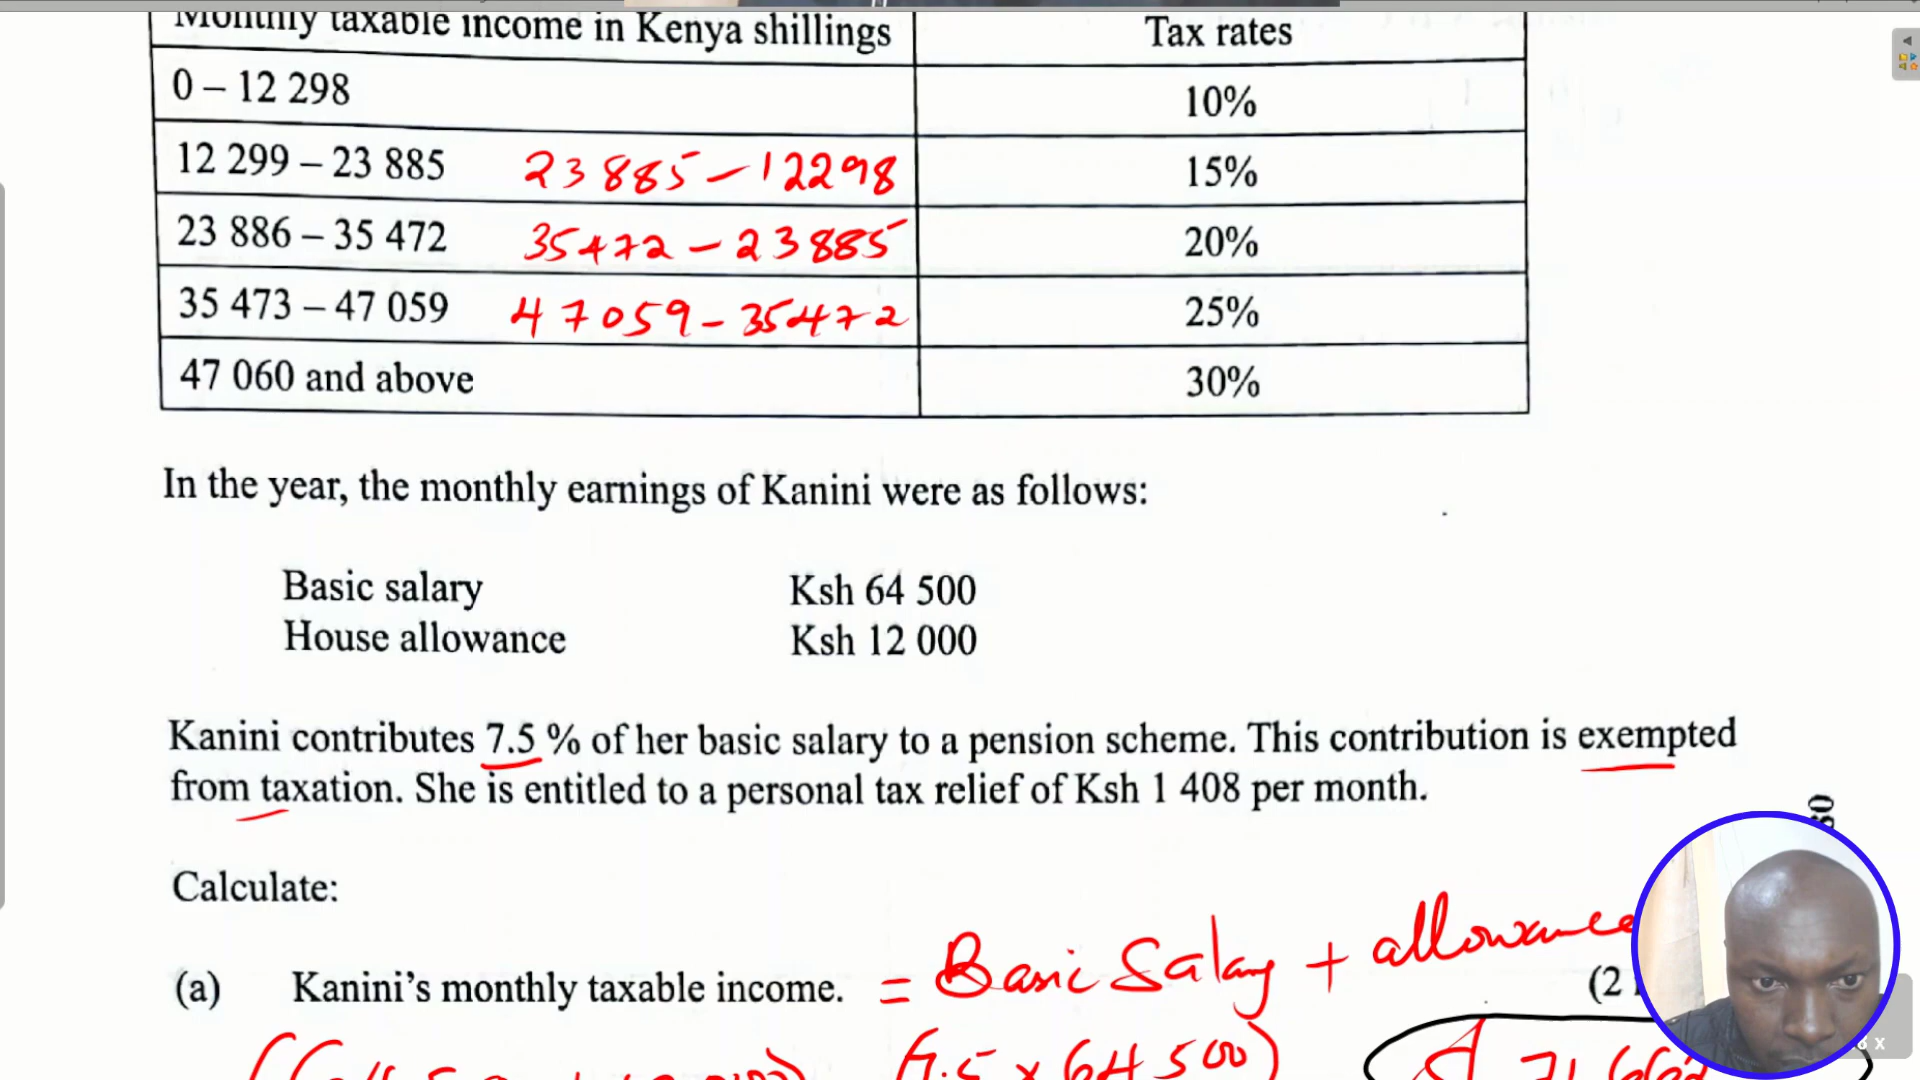 Monthly taxable income in Kenya shillings Tax rates
0 – 12 298 10%
12 299 – 23 885 23885 – 12298 15%
23 886 – 35 472 35472 – 23885 20%
35 473 – 47 059 47059 – 35472 25%
47 060 and above 30%
In the year, the monthly earnings of Kanini were as follows:
Basic salary Ksh 64 500
House allowance Ksh 12 000
Kanini contributes 7.5 % of her basic salary to a pension scheme. This contribution is exempted
from taxation. She is entitled to a personal tax relief of Ksh 1 408 per month.
Calculate:
(a) Kanini's monthly taxable income. = Basic Salary + allowance (2
(7.5 x 64 500)